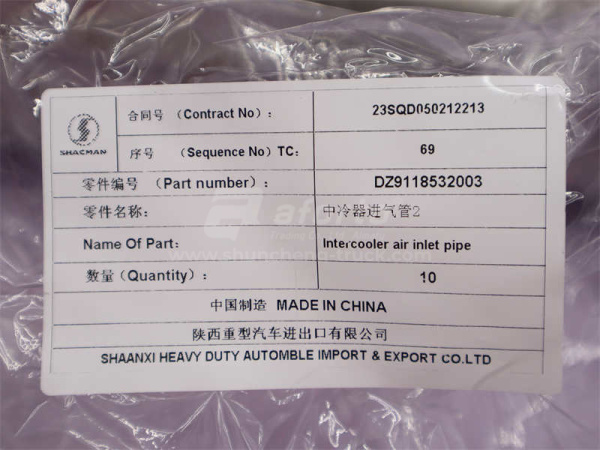 SHACMAN
合同号 (Contract No): 23SQD050212213
序号 (Sequence No) TC: 69
零件编号 (Part number): DZ9118532003
零件名称: 中冷器进气管2
Name Of Part: Intercooler air inlet pipe
数量 (Quantity): 10
中国制造 MADE IN CHINA
陕西重型汽车进出口有限公司
SHAANXI HEAVY DUTY AUTOMBLE IMPORT & EXPORT CO.LTD